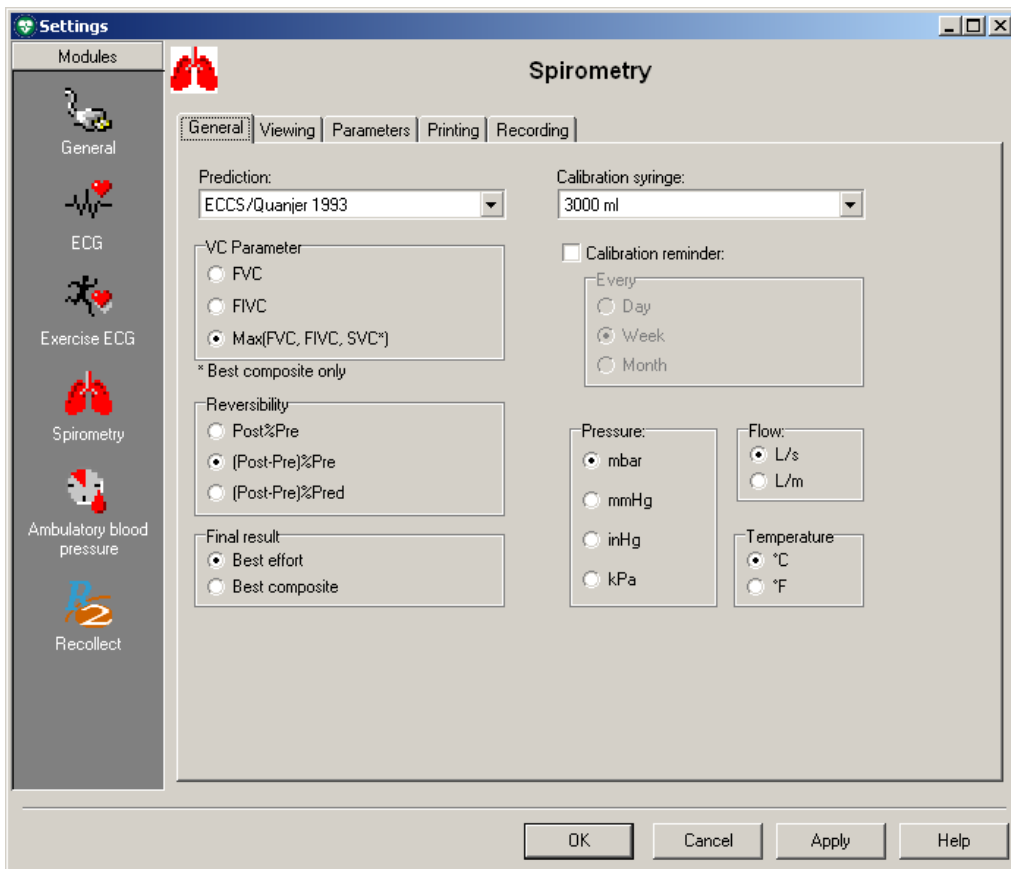 Settings
Modules
General
ECG
Exercise ECG
Spirometry
Ambulatory blood
pressure
Recollect
Spirometry
General Viewing Parameters Printing Recording
Prediction:
ECCS/Quanjer 1993
VC Parameter
FVC
FIVC
Max(FVC, FIVC, SVC*)
* Best composite only
Reversibility
Post%Pre
(Post-Pre)%Pre
(Post-Pre)%Pred
Final result
Best effort
Best composite
Calibration syringe:
3000 ml
Calibration reminder:
Every
Day
Week
Month
Pressure:
mbar
mmHg
inHg
kPa
Flow:
L/s
L/m
Temperature
°C
°F
OK Cancel Apply Help